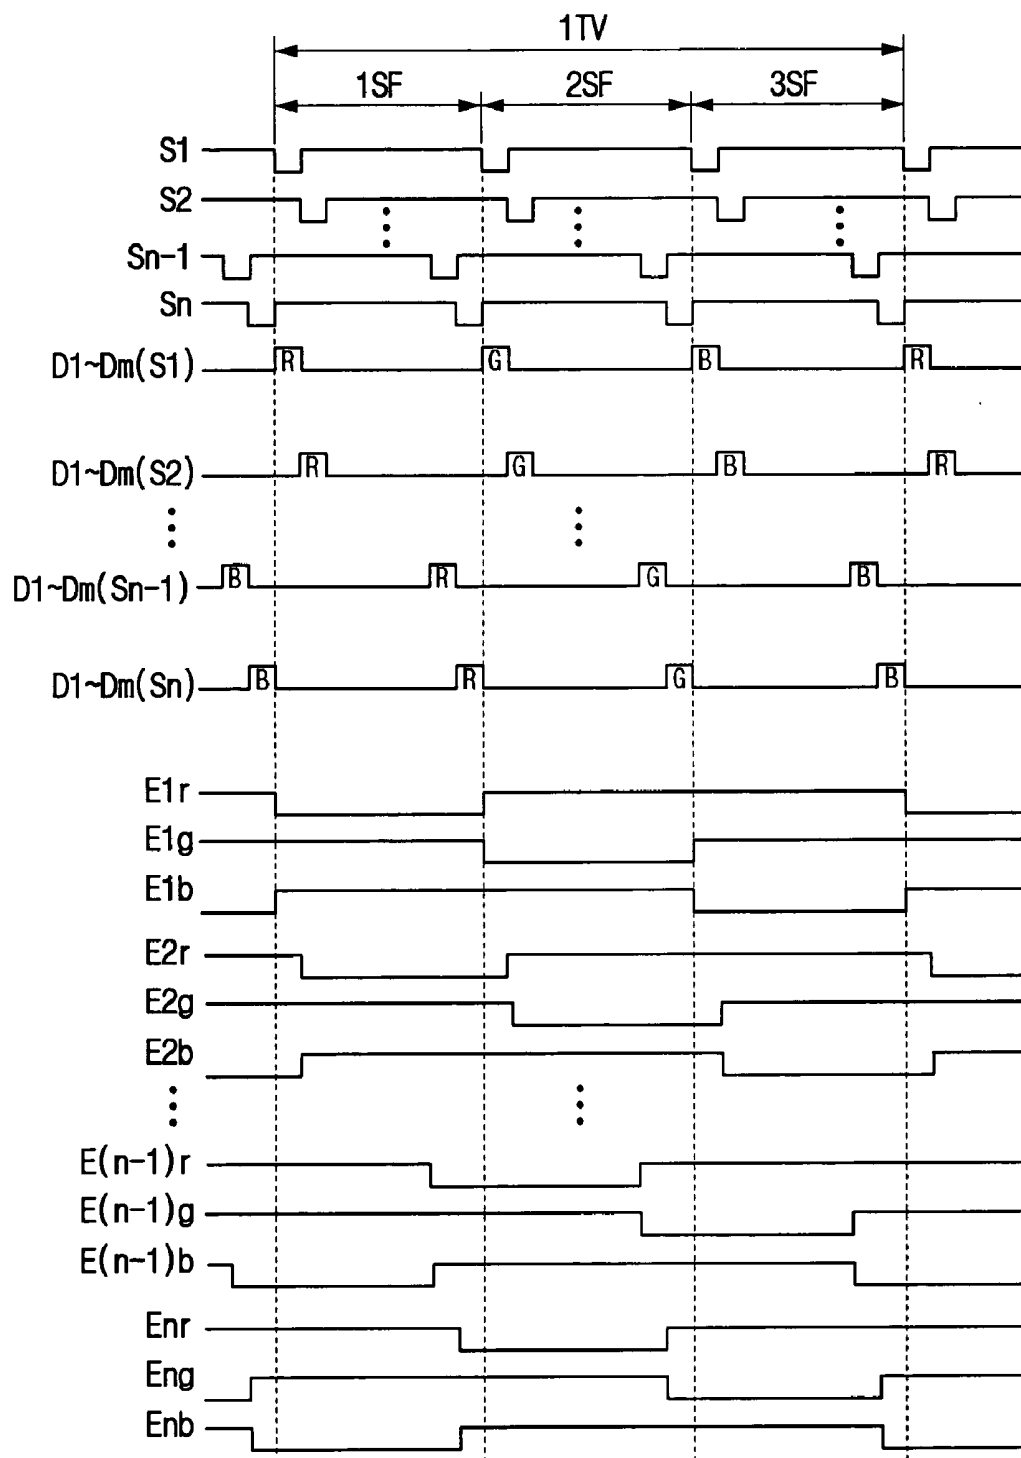 1TV
1SF 2SF 3SF
S1
S2
Sn-1
Sn
D1~Dm(S1) R G B R
D1~Dm(S2) R G B R
D1~Dm(Sn-1) B R G B
D1~Dm(Sn) B R G B
E1r
E1g
E1b
E2r
E2g
E2b
E(n-1)r
E(n-1)g
E(n-1)b
Enr
Eng
Enb